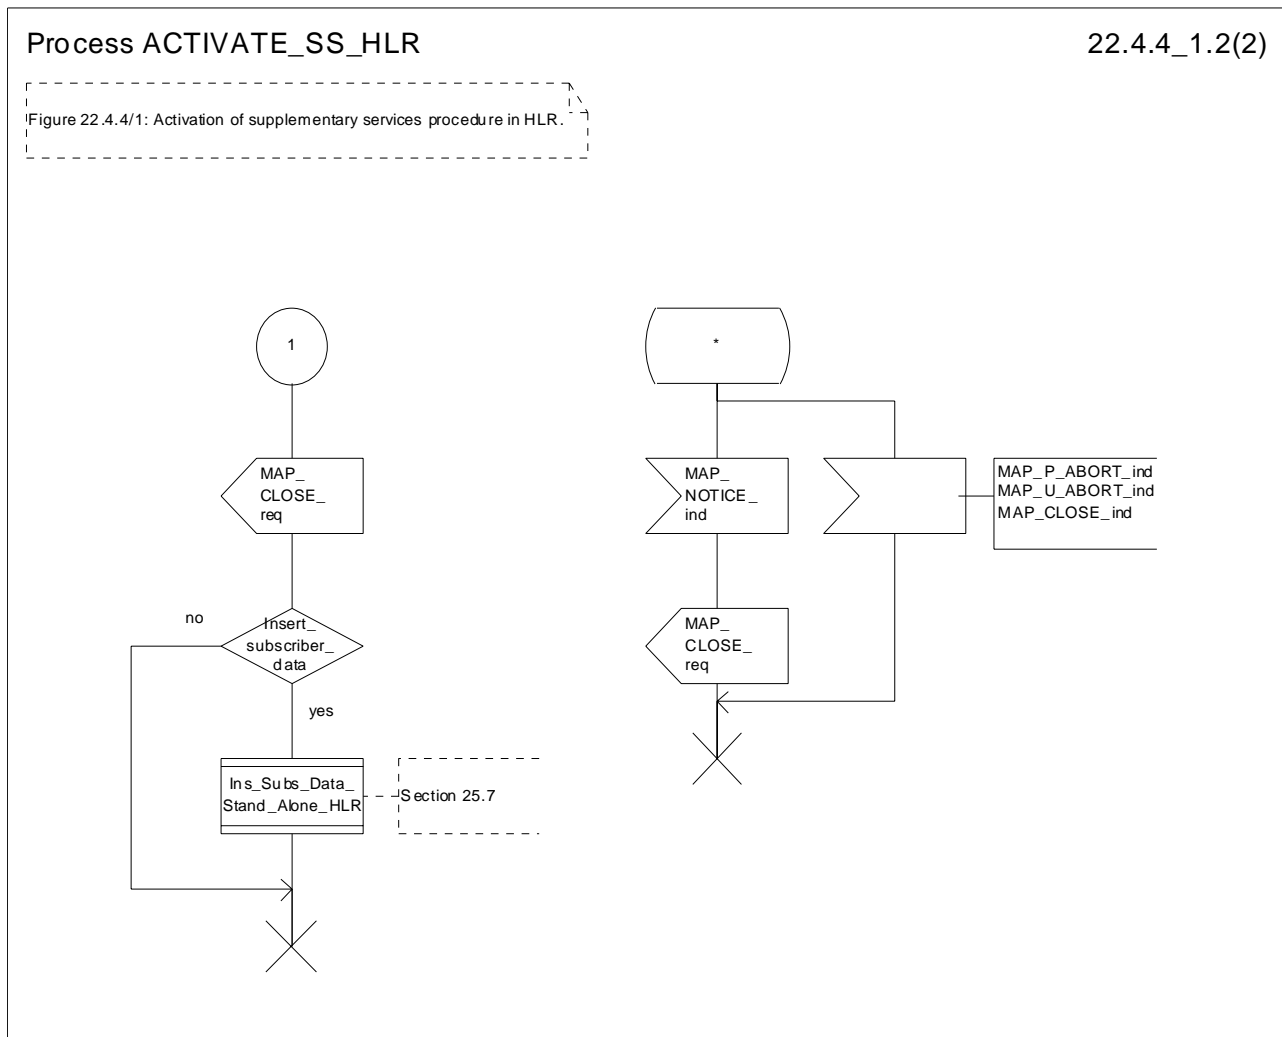 Process ACTIVATE_SS_HLR
22.4.4_1.2(2)
Figure 22.4.4/1: Activation of supplementary services procedure in HLR.
1
MAP_
CLOSE_
req
no
Insert_
subscriber_
data
yes
Ins_Subs_Data_
Stand_Alone_HLR
Section 25.7
*
MAP_
NOTICE_
ind
MAP_P_ABORT_ind
MAP_U_ABORT_ind
MAP_CLOSE_ind
MAP_
CLOSE_
req